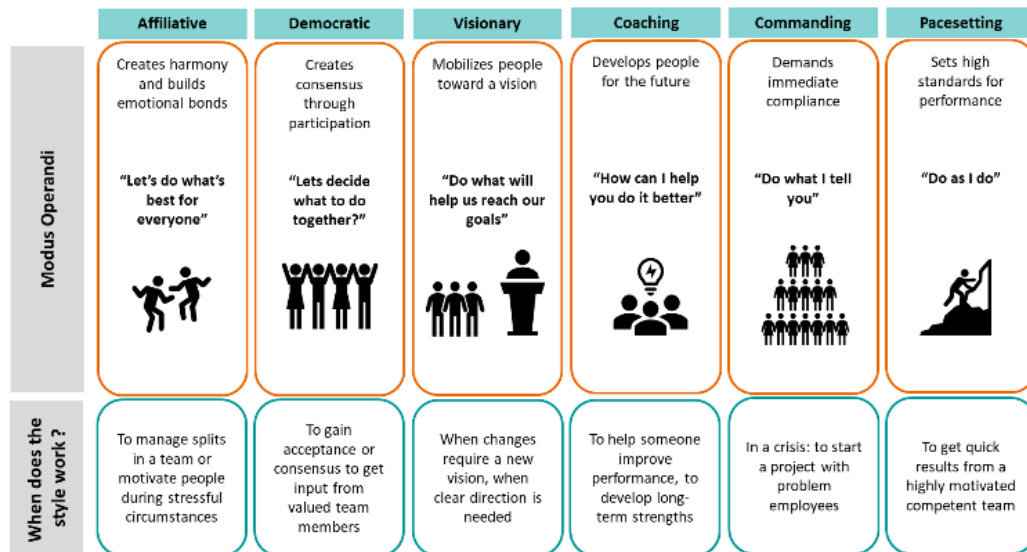 Affiliative
Democratic
Visionary
Coaching
Commanding
Pacesetting
Modus Operandi
Creates harmony
and builds
emotional bonds
"Let's do what's
best for
everyone"
Creates
consensus
through
participation
"Lets decide
what to do
together?"
Mobilizes people
toward a vision
"Do what will
help us reach our
goals"
Develops people
for the future
"How can I help
you do it better"
Demands
immediate
compliance
"Do what I tell
you"
Sets high
standards for
performance
"Do as I do"
When does the
style work ?
To manage splits
in a team or
motivate people
during stressful
circumstances
To gain
acceptance or
consensus to get
input from
valued team
members
When changes
require a new
vision, when
clear direction is
needed
To help someone
improve
performance, to
develop long-
term strengths
In a crisis: to start
a project with
problem
employees
To get quick
results from a
highly motivated
competent team